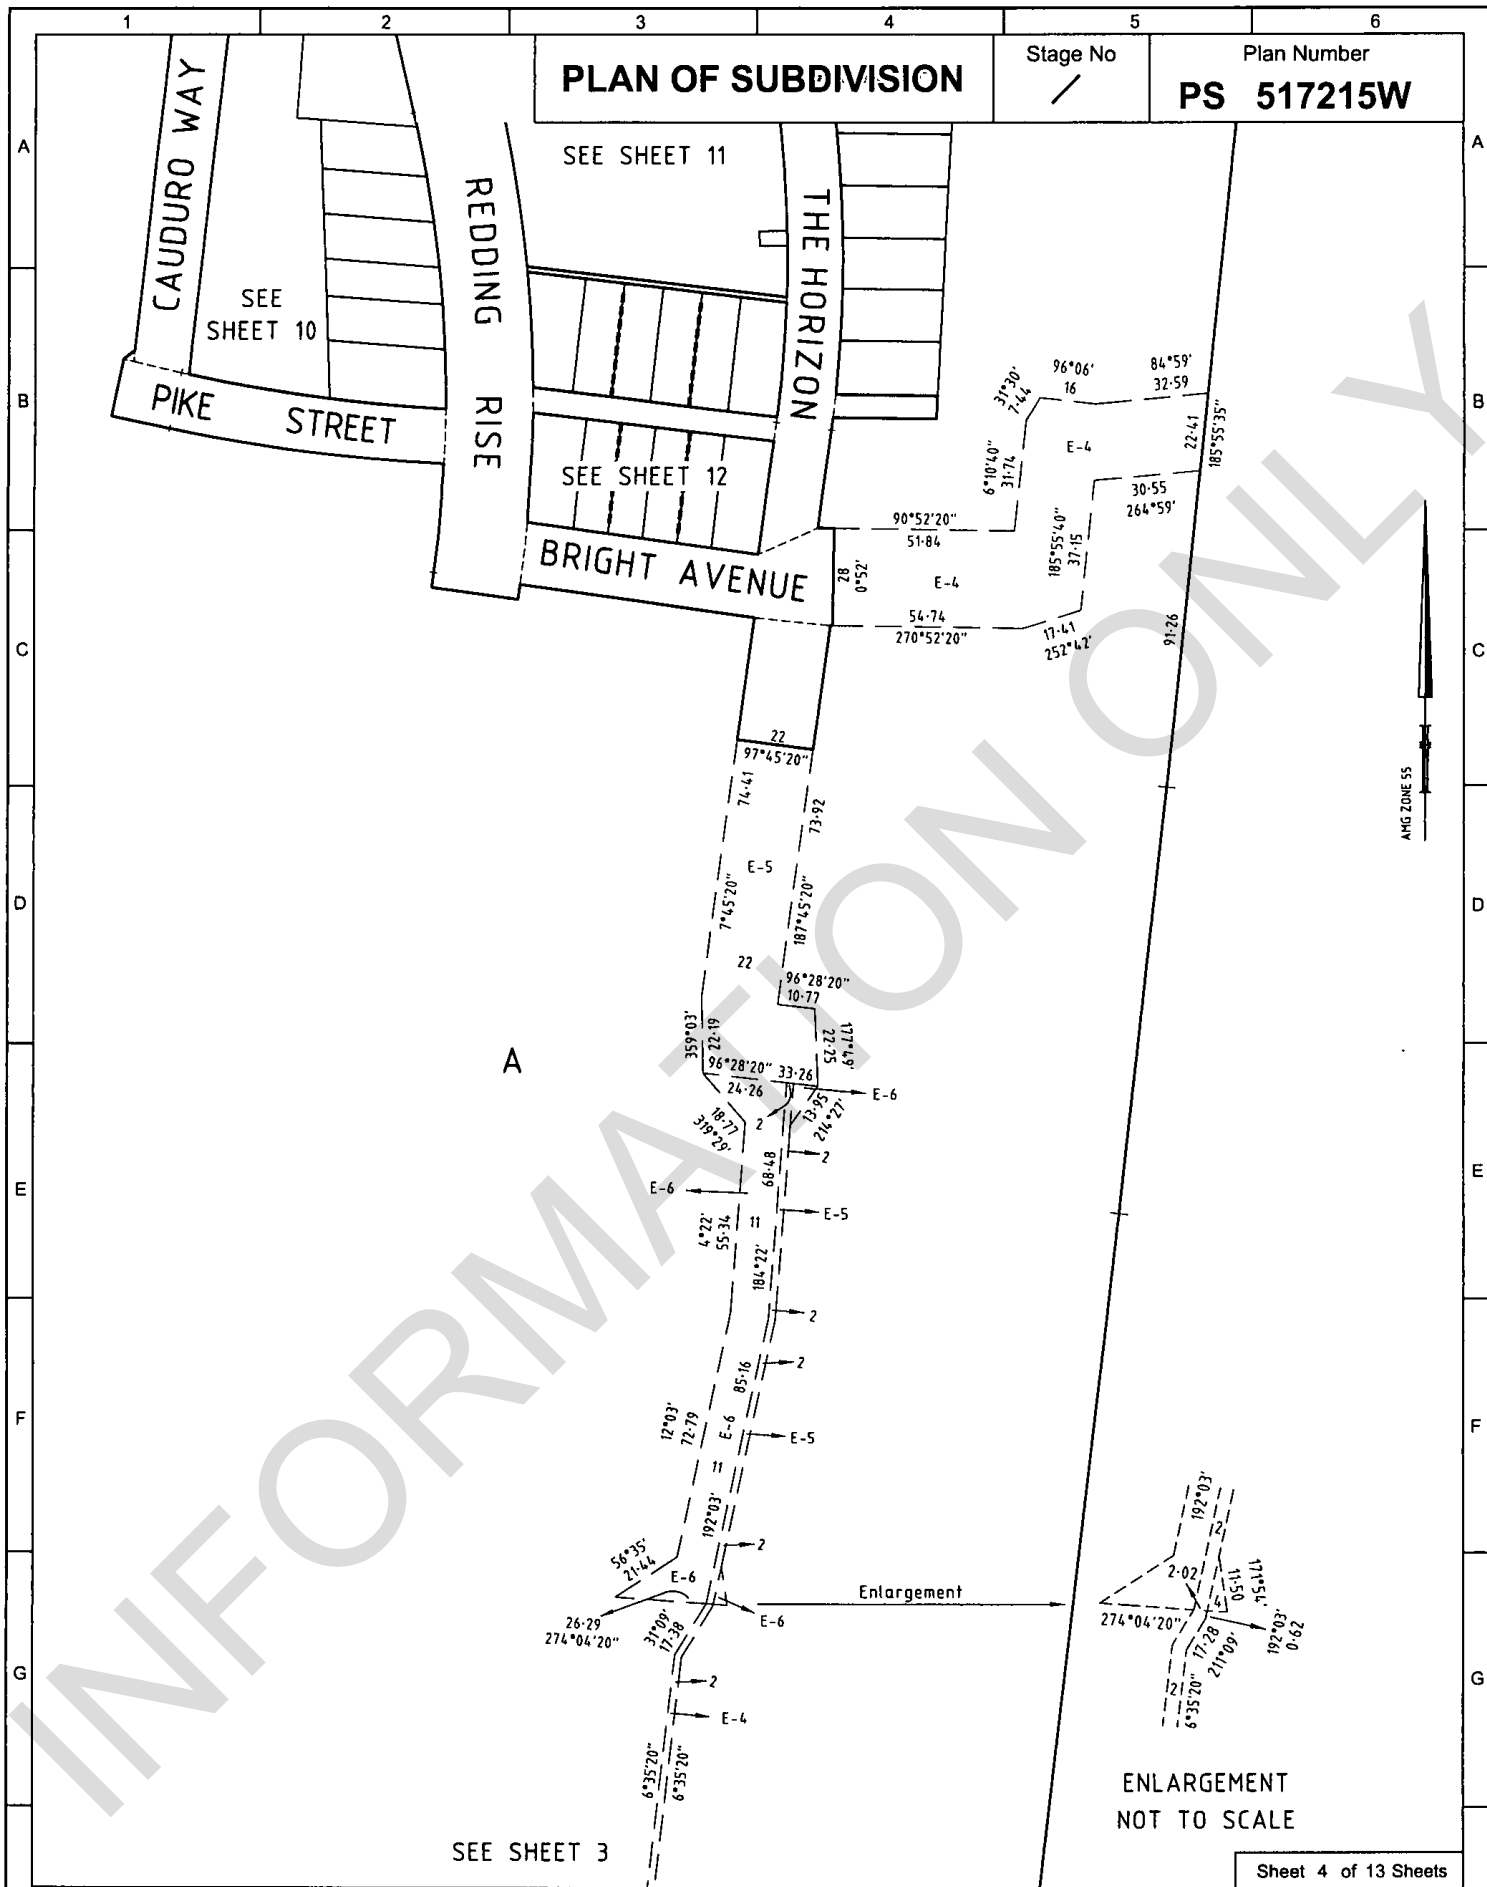 1 2 3 4 5 6
PLAN OF SUBDIVISION
Stage No
/
Plan Number
PS 517215W
A
A
CAUDURO WAY
SEE SHEET 11
REDDING RISE
THE HORIZON
SEE
SHEET 10
B
B
PIKE STREET
SEE SHEET 12
31°30'
7·44
96°06'
16
84°59'
32·59
E-4
22·41
185°55'35"
6°10'40"
31·74
30·55
264°59'
90°52'20"
51·84
185°55'40"
37·15
BRIGHT AVENUE
28
0°52'
E-4
54·74
270°52'20"
17·41
252°42'
91·26
C
C
22
97°45'20"
74·41
73·92
AMG ZONE 55
E-5
D
D
7°45'20"
187°45'20"
22
96°28'20"
10·77
359°03'
22·19
177°49'
22·25
A
96°28'20"
33·26
24·26
E-6
18·77
319°29'
2
13·95
214°27'
2
68·48
E
E
E-6
E-5
4°22'
55·34
11
184°22'
2
2
85·16
F
F
12°03'
72·79
E-6
E-5
11
192°03'
2
56°35'
21·44
E-6
Enlargement
E-6
26·29
274°04'20"
31°09'
17·38
G
G
2
E-4
6°35'20"
6°35'20"
192°03'
2
2·02
171°54'
11·50
4
274°04'20"
192°03'
0·62
17·28
211°09'
2
6°35'20"
ENLARGEMENT
NOT TO SCALE
SEE SHEET 3
Sheet 4 of 13 Sheets
INFORMATION ONLY